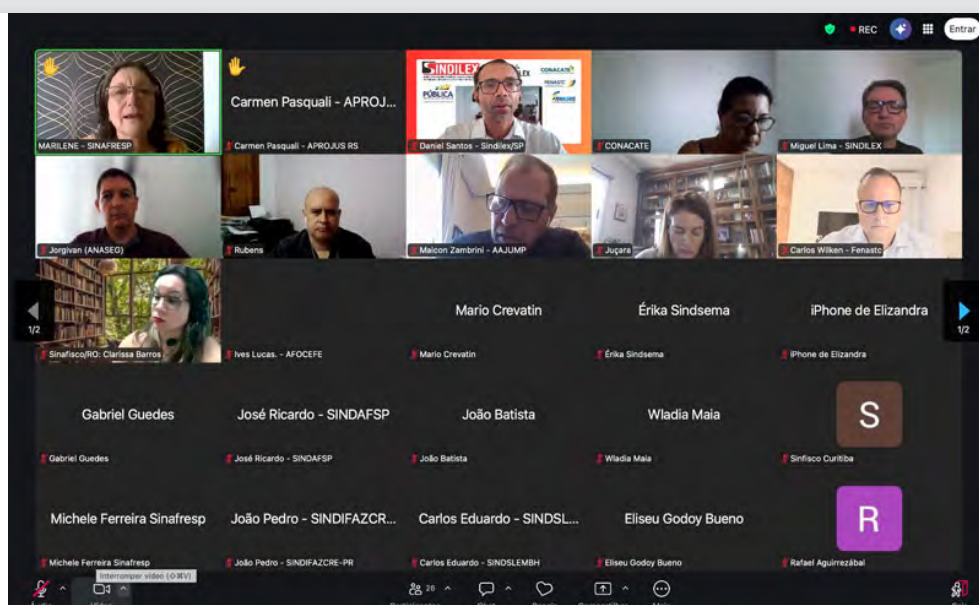 REC
Entrar
MARILENE - SINAFRESP
Carmen Pasquali - APROJ...
Carmen Pasquali - APROJUS RS
SINDILEX
PÚBLICA
CONACATE
FENASTC
Daniel Santos - Sindilex/SP
CONACATE
Miguel Lima - SINDILEX
Jorgivan (ANASEG)
Rubens
Maicon Zambrini - AAJUMP
Juçara
Carlos Wilken - Fenastc
1/2
Sinafisco/RO: Clarissa Barros
Ives Lucas. - AFOCEFE
Mario Crevatin
Mario Crevatin
Érika Sindsema
Érika Sindsema
iPhone de Elizandra
iPhone de Elizandra
1/2
Gabriel Guedes
Gabriel Guedes
José Ricardo - SINDAFSP
José Ricardo - SINDAFSP
João Batista
João Batista
Wladia Maia
Wladia Maia
S
Sinfisco Curitiba
Michele Ferreira Sinafresp
Michele Ferreira Sinafresp
João Pedro - SINDIFAZCR...
João Pedro - SINDIFAZCRE-PR
Carlos Eduardo - SINDSL...
Carlos Eduardo - SINDSLEMBH
Eliseu Godoy Bueno
Eliseu Godoy Bueno
R
Rafael Aguirrezábal
Interromper vídeo (⇧⌘V)
26